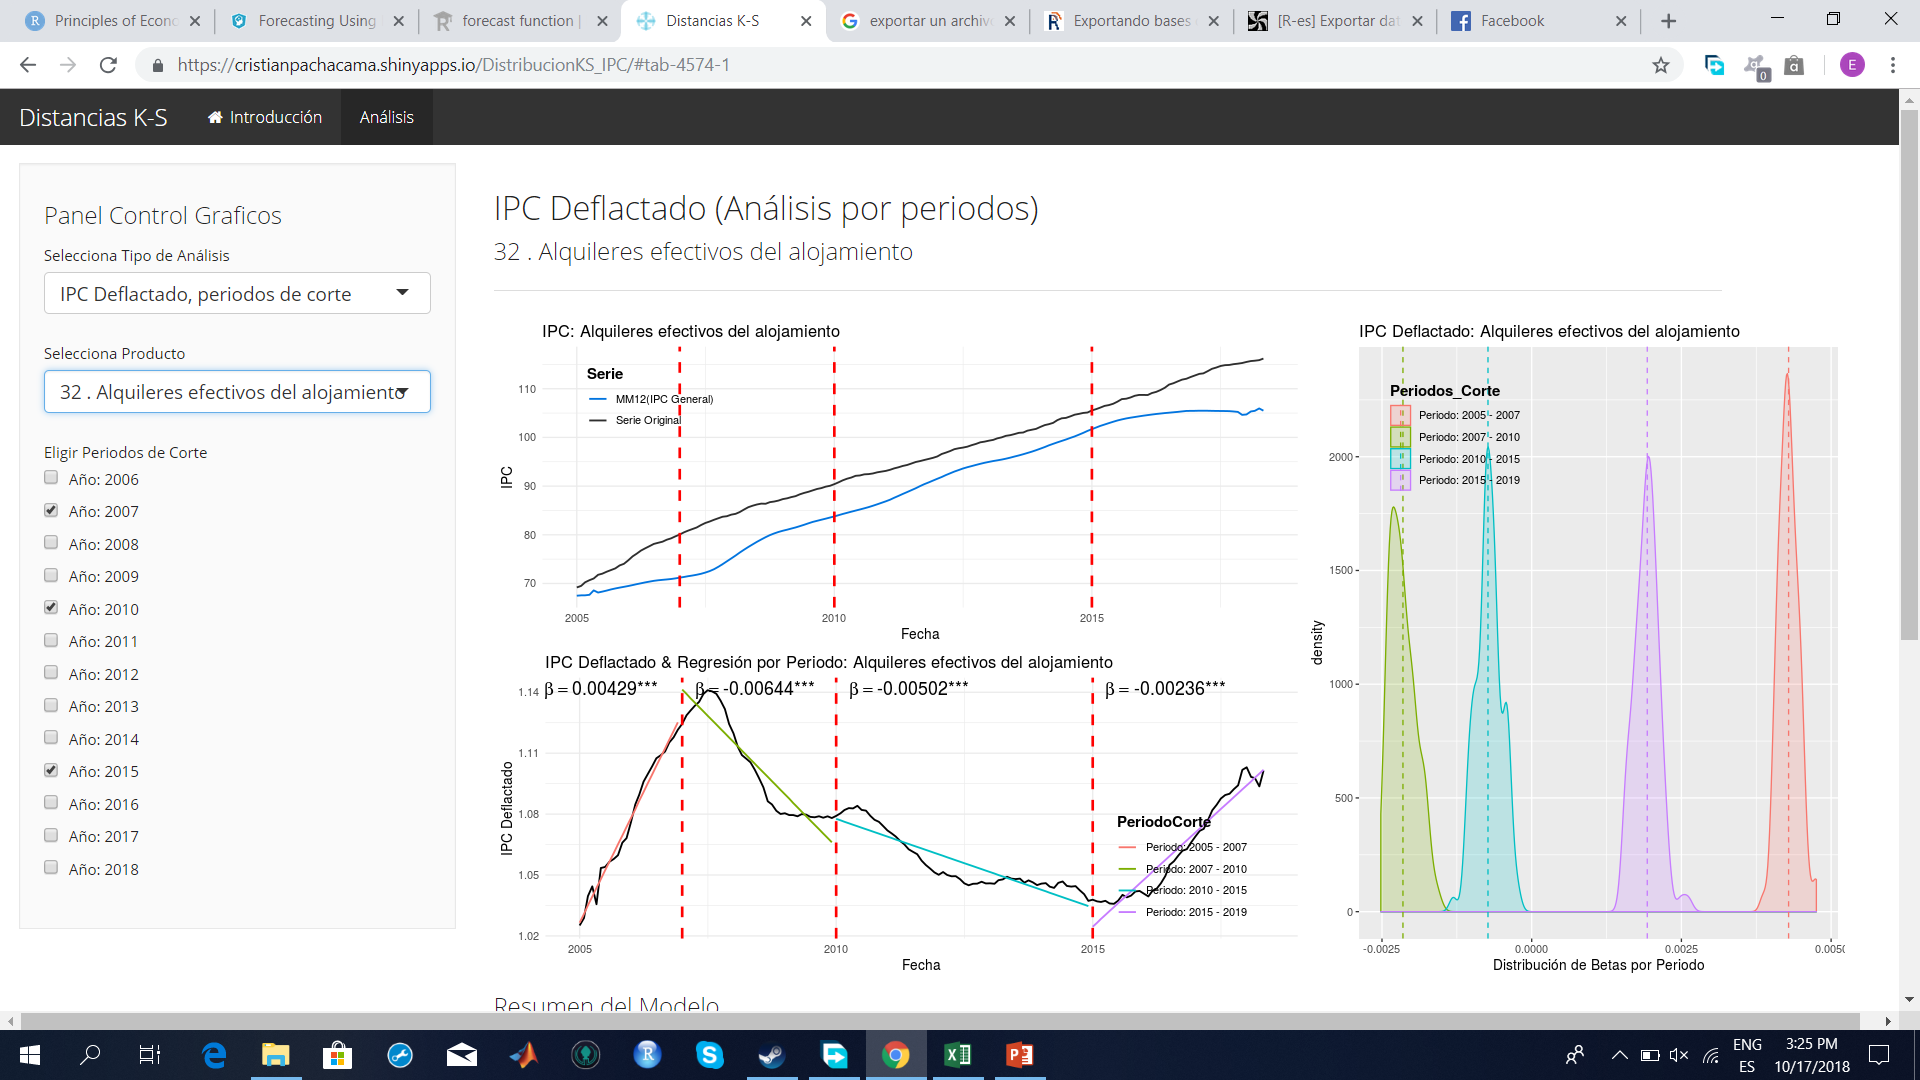 Principles of Econo
Forecasting Using
forecast function |
Distancias K-S
exportar un archivo
Exportando bases
[R-es] Exportar dat
Facebook
https://cristianpachacama.shinyapps.io/DistribucionKS_IPC/#tab-4574-1
0
E
Distancias K-S
Introducción
Análisis
Panel Control Graficos
Selecciona Tipo de Análisis
IPC Deflactado, periodos de corte
Selecciona Producto
32 . Alquileres efectivos del alojamiento
Eligir Periodos de Corte
Año: 2006
Año: 2007
Año: 2008
Año: 2009
Año: 2010
Año: 2011
Año: 2012
Año: 2013
Año: 2014
Año: 2015
Año: 2016
Año: 2017
Año: 2018
IPC Deflactado (Análisis por periodos)
32 . Alquileres efectivos del alojamiento
IPC: Alquileres efectivos del alojamiento
Serie
MM12(IPC General)
Serie Original
110
100
90
80
70
IPC
2005
2010
2015
Fecha
IPC Deflactado & Regresión por Periodo: Alquileres efectivos del alojamiento
β = 0.00429***
β = -0.00644***
β = -0.00502***
β = -0.00236***
1.14
1.11
1.08
1.05
1.02
IPC Deflactado
PeriodoCorte
Periodo: 2005 - 2007
Periodo: 2007 - 2010
Periodo: 2010 - 2015
Periodo: 2015 - 2019
2005
2010
2015
Fecha
IPC Deflactado: Alquileres efectivos del alojamiento
Periodos_Corte
Periodo: 2005 - 2007
Periodo: 2007 - 2010
Periodo: 2010 - 2015
Periodo: 2015 - 2019
2000
1500
1000
500
0
density
-0.0025
0.0000
0.0025
0.005
Distribución de Betas por Periodo
Resumen del Modelo
ENG
ES
3:25 PM
10/17/2018